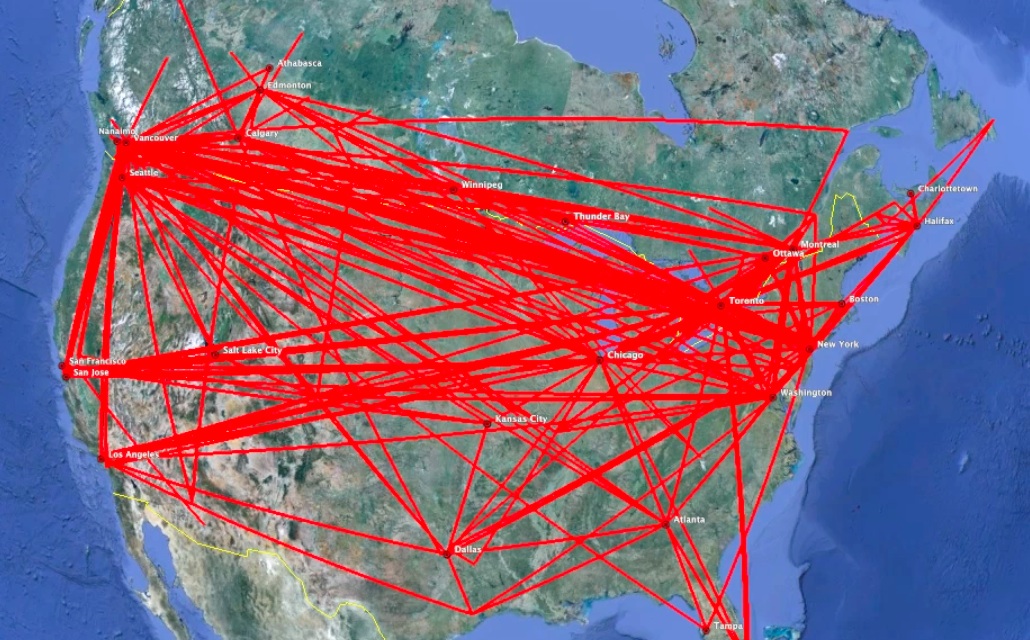 Athabasca
Edmonton
Nanaimo
Vancouver
Calgary
Seattle
Winnipeg
Charlottetown
Thunder Bay
Halifax
Montreal
Ottawa
Toronto
Boston
New York
Salt Lake City
Chicago
San Francisco
San Jose
Washington
Kansas City
Los Angeles
Atlanta
Dallas
Tampa